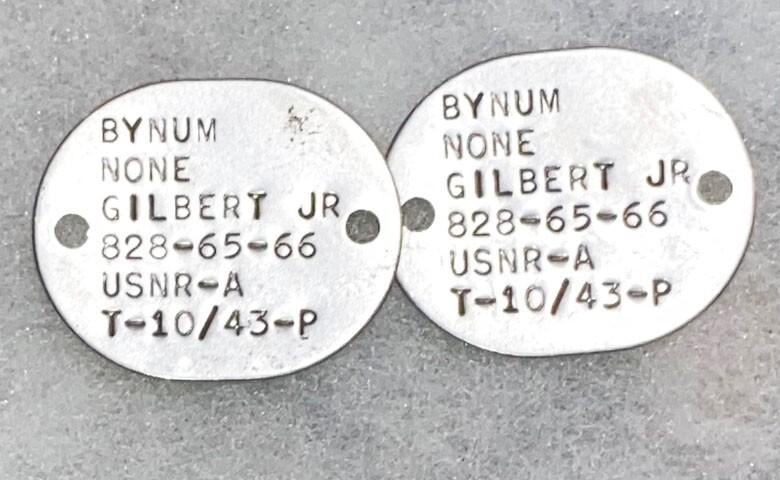 BYNUM
NONE
GILBERT JR
828-65-66
USNR-A
T-10/43-P
BYNUM
NONE
GILBERT JR
828-65-66
USNR-A
T-10/43-P